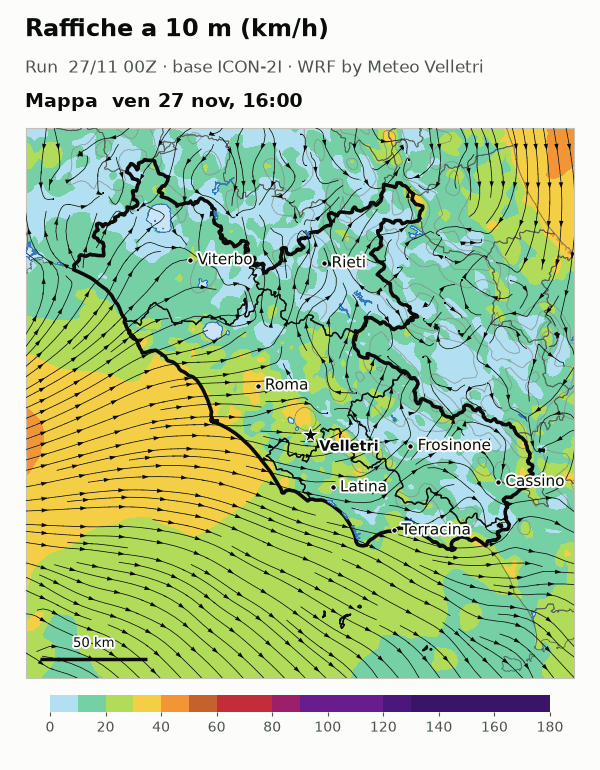 Raffiche a 10 m (km/h)
Run  27/11 00Z · base ICON-2I · WRF by Meteo Velletri
Mappa  ven 27 nov, 16:00
Viterbo
Rieti
Roma
Velletri
Frosinone
Latina
Cassino
Terracina
50 km
0 20 40 60 80 100 120 140 160 180